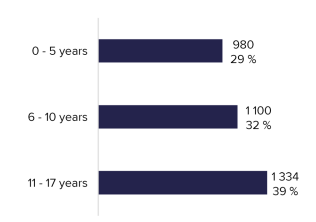 0 - 5 years
980
29 %
6 - 10 years
1 100
32 %
11 - 17 years
1 334
39 %